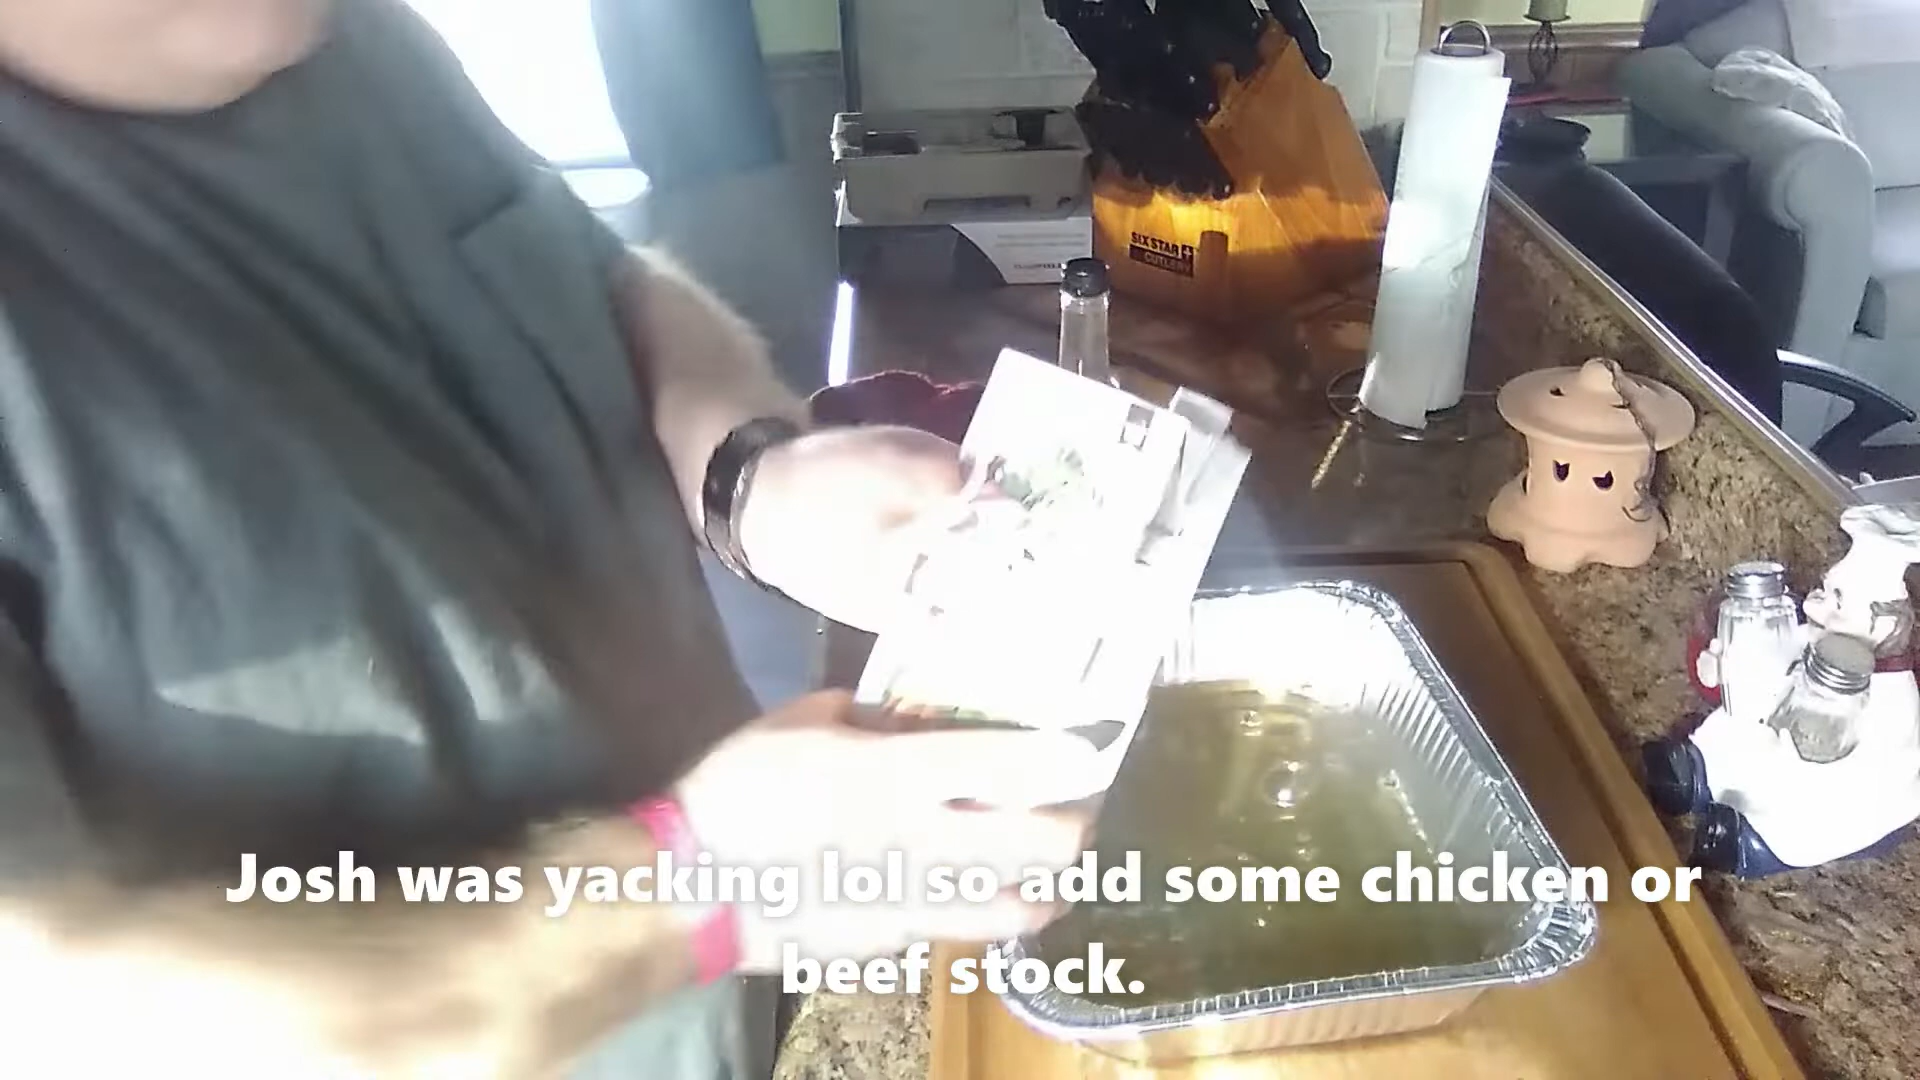 SIX STAR
CUTLERY
Josh was yacking lol so add some chicken or
beef stock.